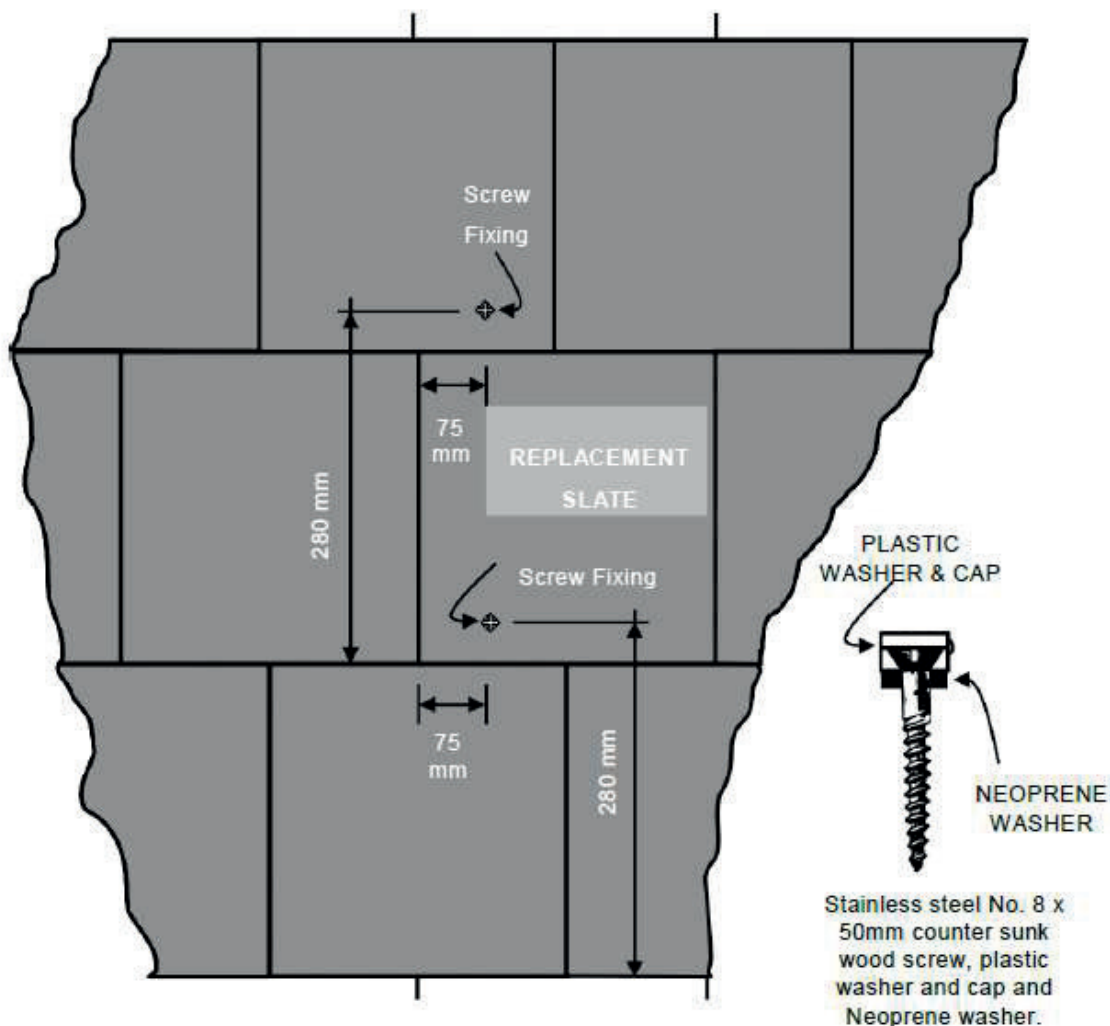 Screw
Fixing
75
mm
280 mm
REPLACEMENT
SLATE
Screw Fixing
PLASTIC
WASHER & CAP
75
mm
280 mm
NEOPRENE
WASHER
Stainless steel No. 8 x
50mm counter sunk
wood screw, plastic
washer and cap and
Neoprene washer.